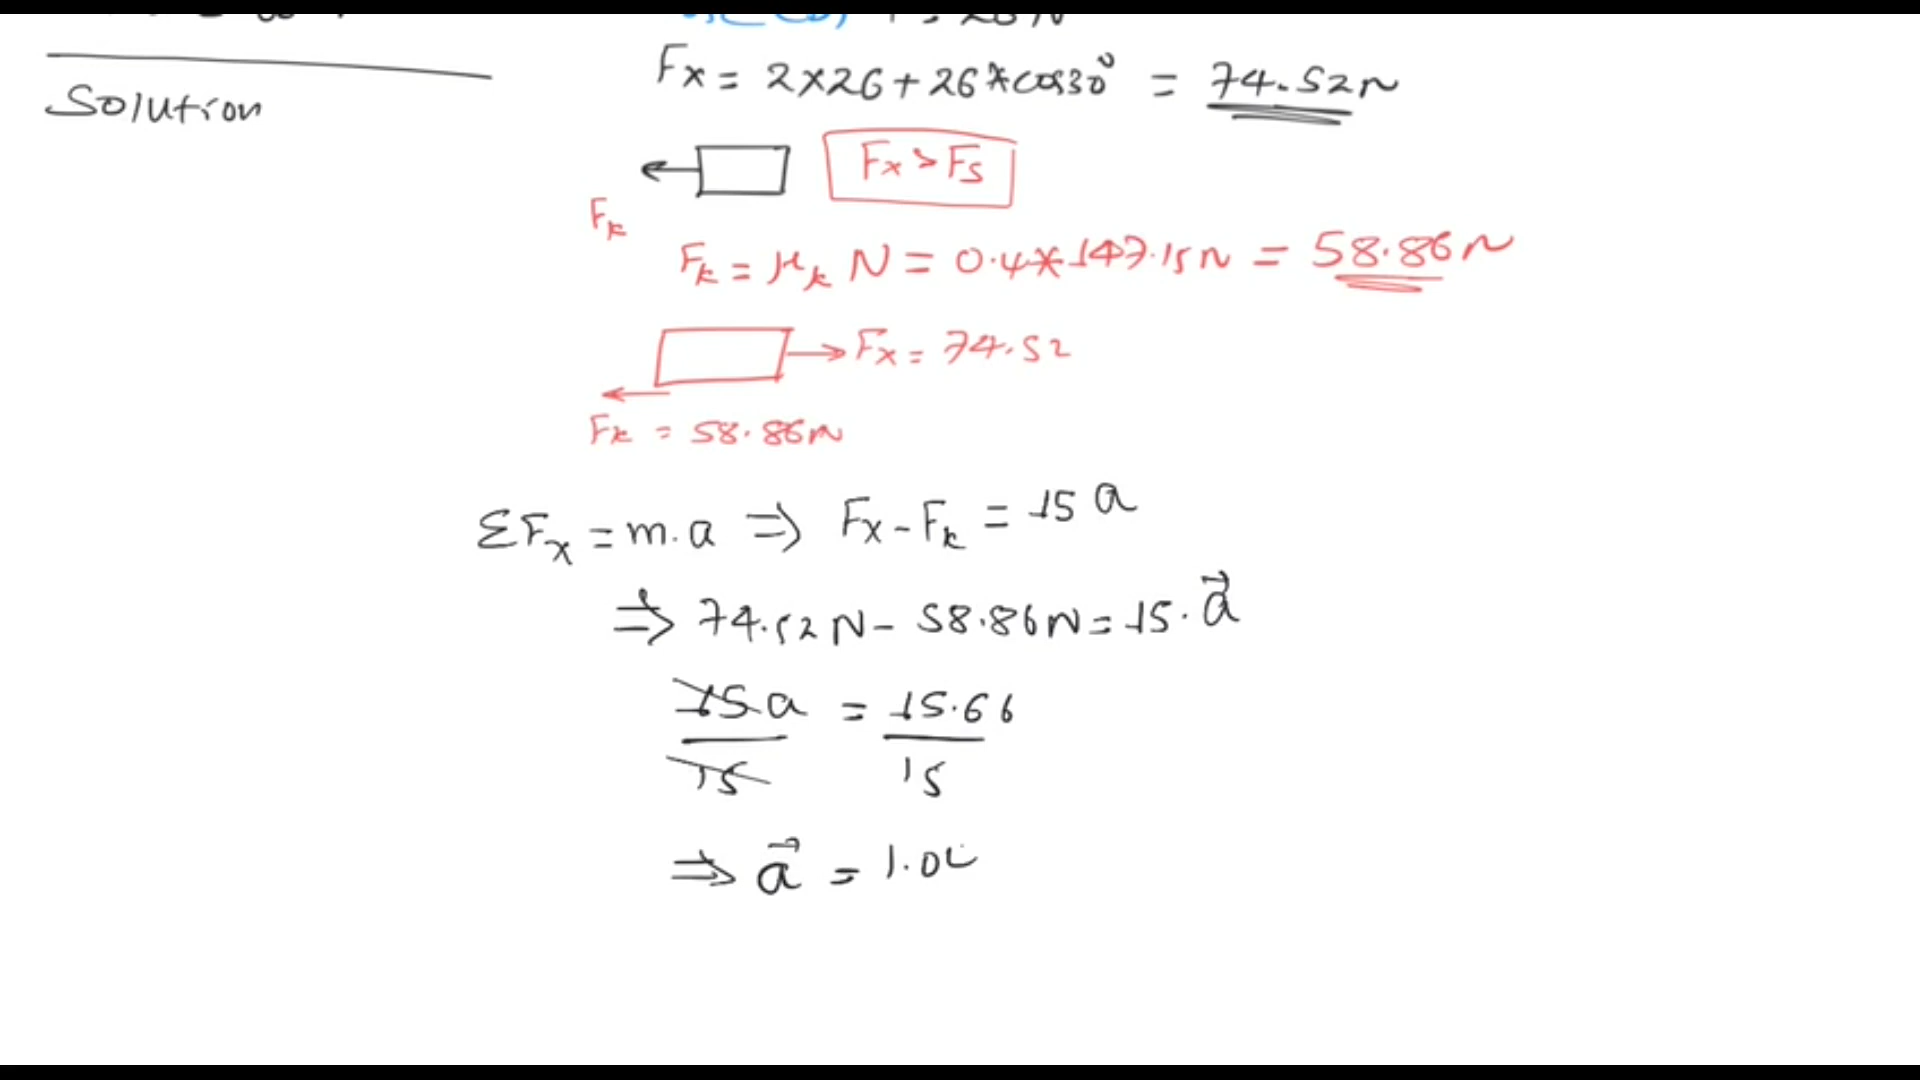 Solution
Fx = 2×26+26*cos30° = 74.52N
Fx > Fs
Fk
Fk = μk N = 0.4*147.15N = 58.86N
Fx = 74.52
Fk = 58.86N
ΣFx = m.a ⇒ Fx - Fk = 15 a
⇒ 74.52N - 58.86N = 15.a⃗
15a = 15.66
15 15
⇒ a⃗ = 1.0